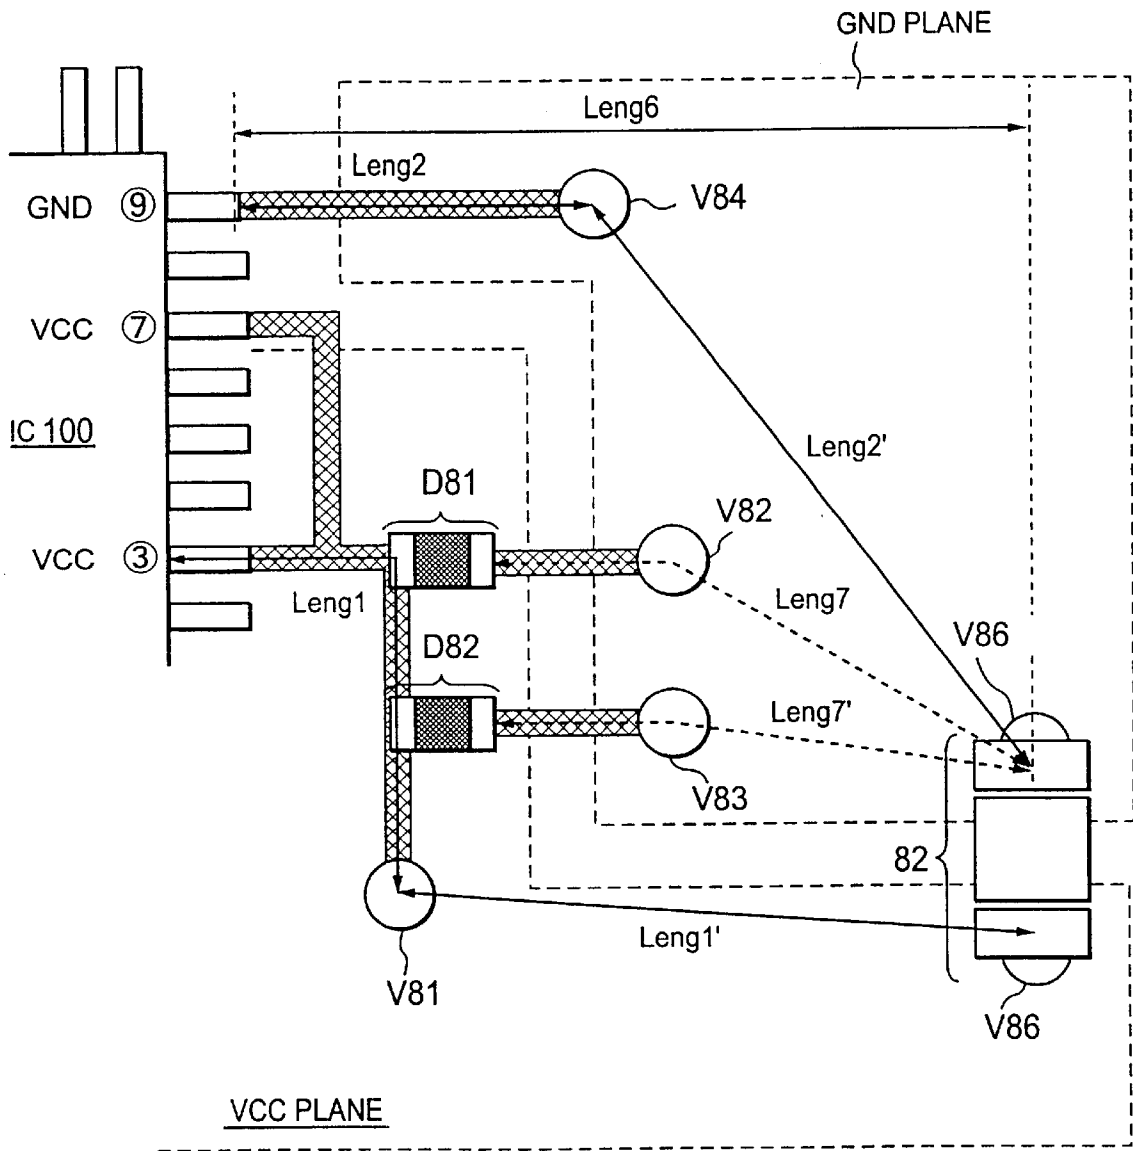 GND PLANE
Leng6
Leng2
GND ⑨
V84
VCC ⑦
IC 100
Leng2'
D81
V82
VCC ③
Leng1
Leng7
D82
V86
Leng7'
V83
82
Leng1'
V81
V86
VCC PLANE